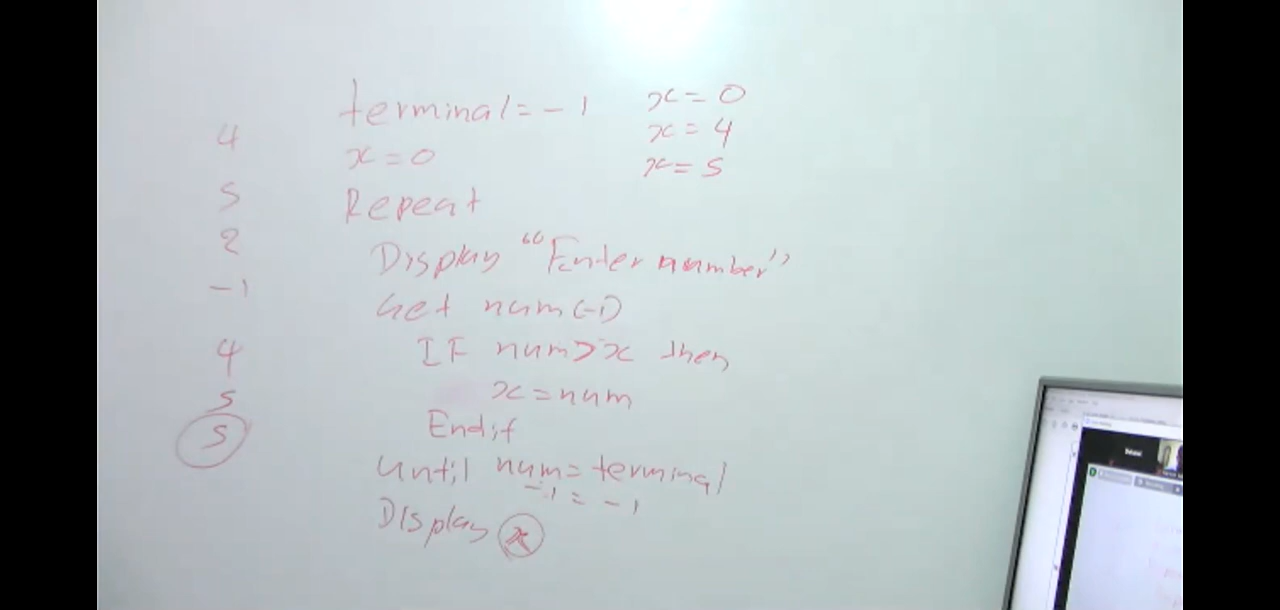 terminal = -1
x = 0
Repeat
Display "Enter number"
Get num (-1)
IF num > x then
x = num
Endif
Until num = terminal
-1 = -1
Display x
x = 0
x = 4
x = 5
4
5
2
-1
4
5
5